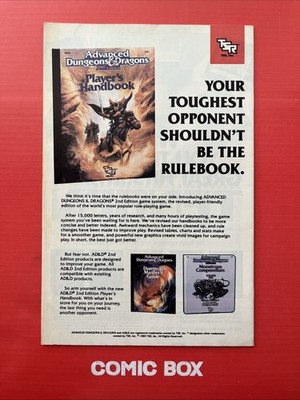 Advanced
Dungeons & Dragons
Player's
Handbook
TSR
YOUR
TOUGHEST
OPPONENT
SHOULDN'T
BE THE
RULEBOOK.
We think it's time that the rulebooks were on your side. Introducing ADVANCED
DUNGEONS & DRAGONS® 2nd Edition game system, the revised, player-friendly
edition of the world's most popular role-playing game.
After 15,000 letters, years of research, and many hours of playtesting, the game
system you've been waiting for is here. We've revised our handbooks to be more
concise and better indexed. Awkward mechanics have been cleaned up, and rule
changes have been made to improve play. Revised tables, charts and stats make
for a smoother game, and powerful new graphics create vivid images for campaign
play. In short, the best just got better.
But fear not. AD&D 2nd
Edition products are designed
to improve your game. All
AD&D 2nd Edition products are
compatible with existing
AD&D products.
So arm yourself with the new
AD&D® 2nd Edition Player's
Handbook. With what's in
store for you on your journey,
the last thing you need is
another opponent.
Advanced
Dungeons & Dragons
Monstrous
Compendium
COMIC BOX